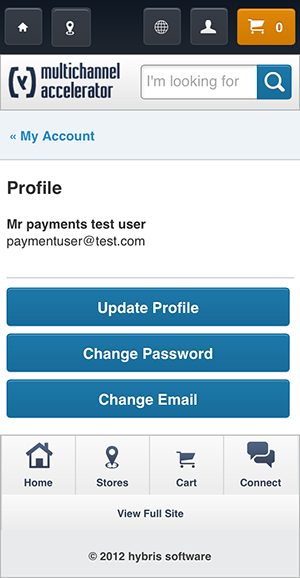 0
multichannel
accelerator
I'm looking for
« My Account
Profile
Mr payments test user
paymentuser@test.com
Update Profile
Change Password
Change Email
Home Stores Cart Connect
View Full Site
© 2012 hybris software